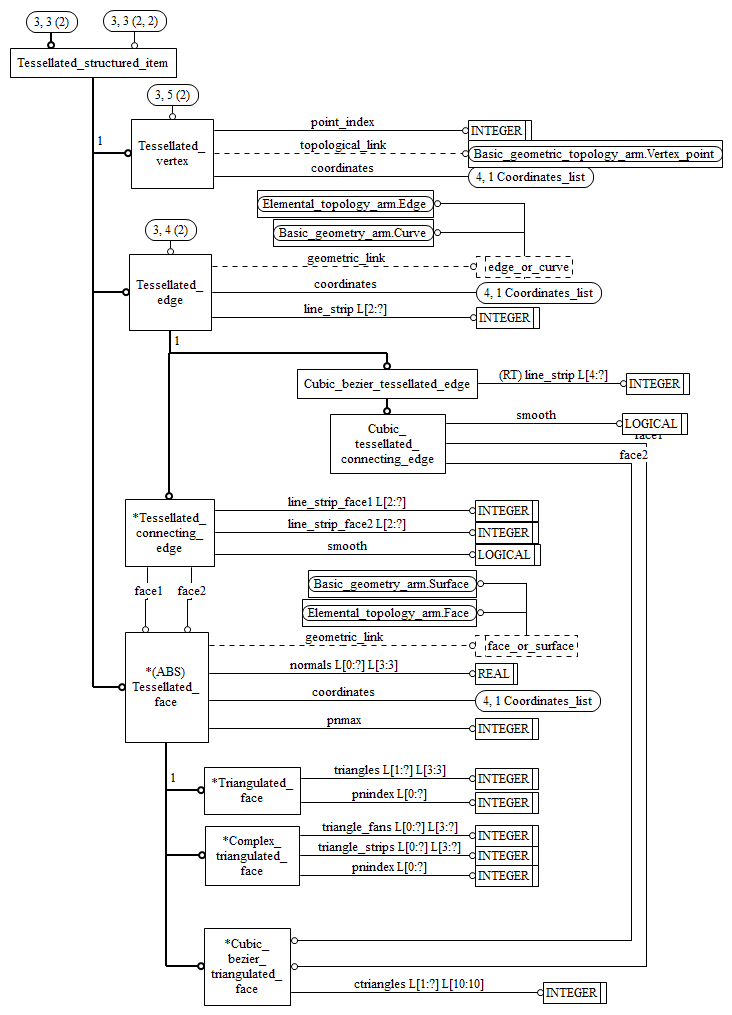 3, 3 (2)
3, 3 (2, 2)
Tessellated_structured_item
3, 5 (2)
1
Tessellated_
vertex
point_index
INTEGER
topological_link
Basic_geometric_topology_arm.Vertex_point
coordinates
4, 1 Coordinates_list
Elemental_topology_arm.Edge
3, 4 (2)
Basic_geometry_arm.Curve
Tessellated_
edge
geometric_link
edge_or_curve
coordinates
4, 1 Coordinates_list
line_strip L[2:?]
INTEGER
1
Cubic_bezier_tessellated_edge
(RT) line_strip L[4:?]
INTEGER
Cubic_
tessellated_
connecting_edge
smooth
LOGICAL
face1
face2
*Tessellated_
connecting_
edge
line_strip_face1 L[2:?]
INTEGER
line_strip_face2 L[2:?]
INTEGER
smooth
LOGICAL
face1
face2
Basic_geometry_arm.Surface
Elemental_topology_arm.Face
*(ABS)
Tessellated_
face
geometric_link
face_or_surface
normals L[0:?] L[3:3]
REAL
coordinates
4, 1 Coordinates_list
pnmax
INTEGER
1
*Triangulated_
face
triangles L[1:?] L[3:3]
INTEGER
pnindex L[0:?]
INTEGER
*Complex_
triangulated_
face
triangle_fans L[0:?] L[3:?]
INTEGER
triangle_strips L[0:?] L[3:?]
INTEGER
pnindex L[0:?]
INTEGER
*Cubic_
bezier_
triangulated_
face
ctriangles L[1:?] L[10:10]
INTEGER